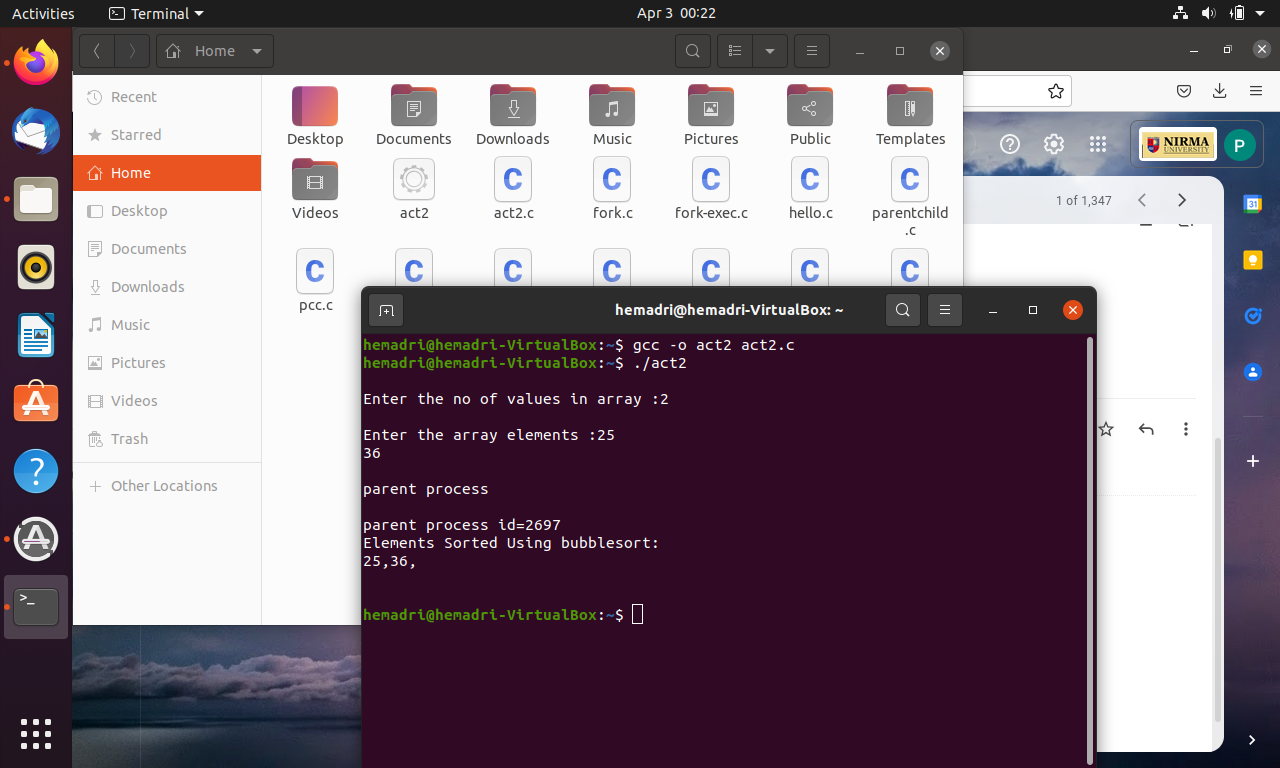 Activities
Terminal
Apr 3 00:22
Home
Recent
Starred
Home
Desktop
Documents
Downloads
Music
Pictures
Videos
Trash
Other Locations
Desktop
Documents
Downloads
Music
Pictures
Public
Templates
Videos
act2
act2.c
fork.c
fork-exec.c
hello.c
parentchild
.c
pcc.c
NIRMA
UNIVERSITY
P
1 of 1,347
31
hemadri@hemadri-VirtualBox: ~
hemadri@hemadri-VirtualBox:~$ gcc -o act2 act2.c
hemadri@hemadri-VirtualBox:~$ ./act2
Enter the no of values in array :2
Enter the array elements :25
36
parent process
parent process id=2697
Elements Sorted Using bubblesort:
25,36,
hemadri@hemadri-VirtualBox:~$